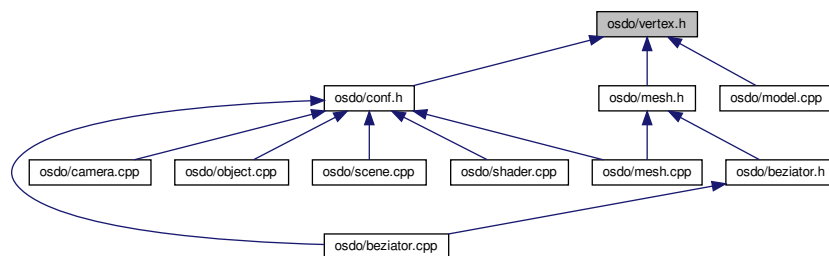 osdo/vertex.h
osdo/conf.h
osdo/mesh.h
osdo/model.cpp
osdo/camera.cpp
osdo/object.cpp
osdo/scene.cpp
osdo/shader.cpp
osdo/mesh.cpp
osdo/beziator.h
osdo/beziator.cpp